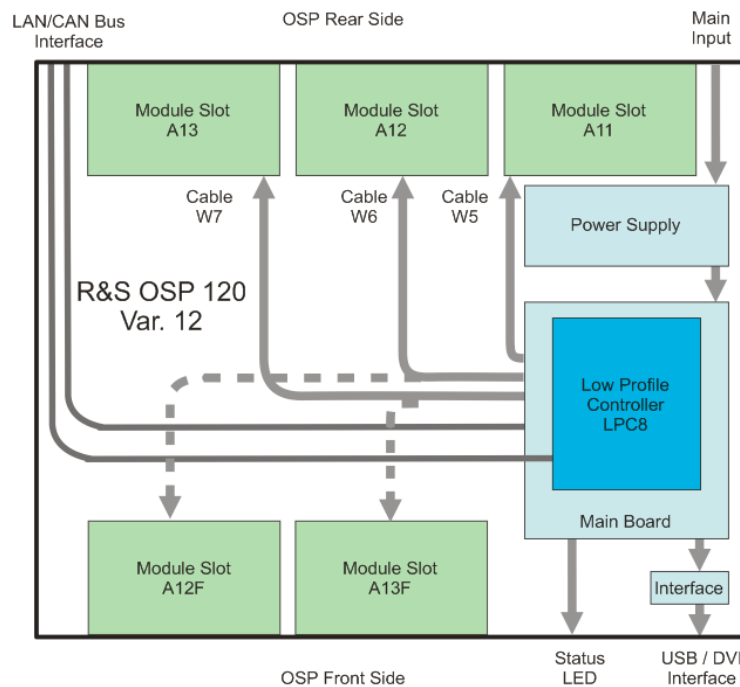 LAN/CAN Bus
Interface
OSP Rear Side
Main
Input
Module Slot
A13
Module Slot
A12
Module Slot
A11
Cable
W7
Cable
W6
Cable
W5
Power Supply
R&S OSP 120
Var. 12
Low Profile
Controller
LPC8
Main Board
Module Slot
A12F
Module Slot
A13F
Interface
OSP Front Side
Status
LED
USB / DVI
Interface